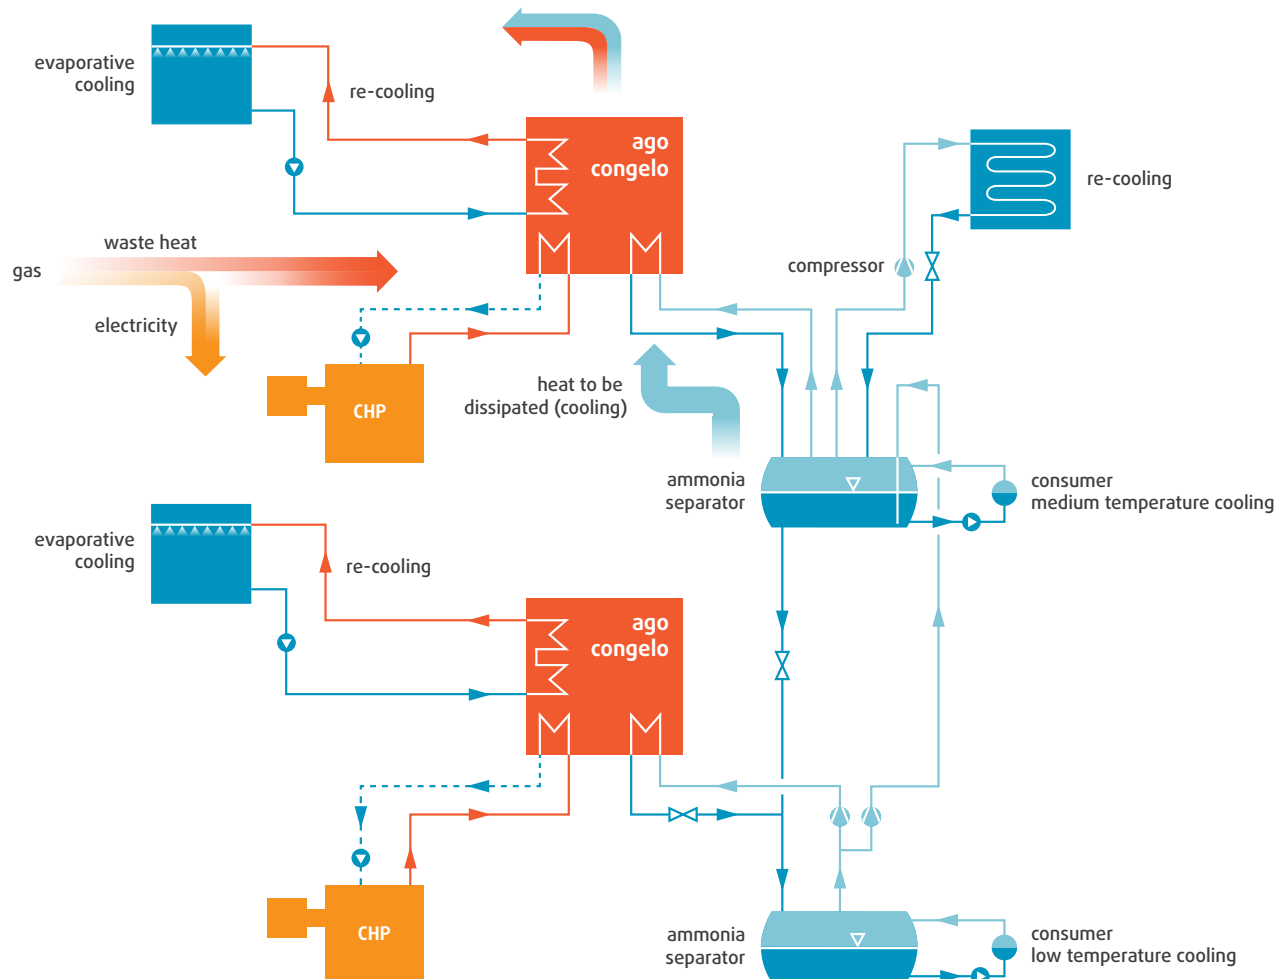 evaporative
cooling
re-cooling
ago
congelo
re-cooling
waste heat
gas
compressor
electricity
heat to be
dissipated (cooling)
CHP
ammonia
separator
consumer
medium temperature cooling
evaporative
cooling
re-cooling
ago
congelo
CHP
ammonia
separator
consumer
low temperature cooling